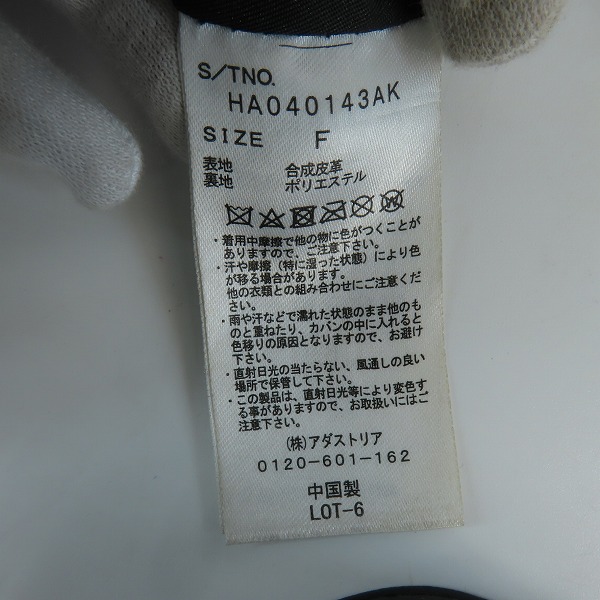 S/TNO.
HA040143AK
SIZE F
表地 合成皮革
裏地 ポリエステル
・着用中摩擦で他の物に色がつくことが
ありますので、ご注意下さい。
・汗や摩擦（特に湿った状態）により色
が移る場合があります。
他の衣類との組み合わせにご注意くだ
さい。
・雨や汗などで濡れた状態のまま他のも
のと重ねたり、カバンの中に入れると
色移りの原因となりますので、お避け
下さい。
・直射日光の当たらない、風通しの良い
場所で保管して下さい。
・この製品は、直射日光等により変色す
る事がありますので、お取扱いにはご
注意下さい。
(株)アダストリア
0120-601-162
中国製
LOT-6